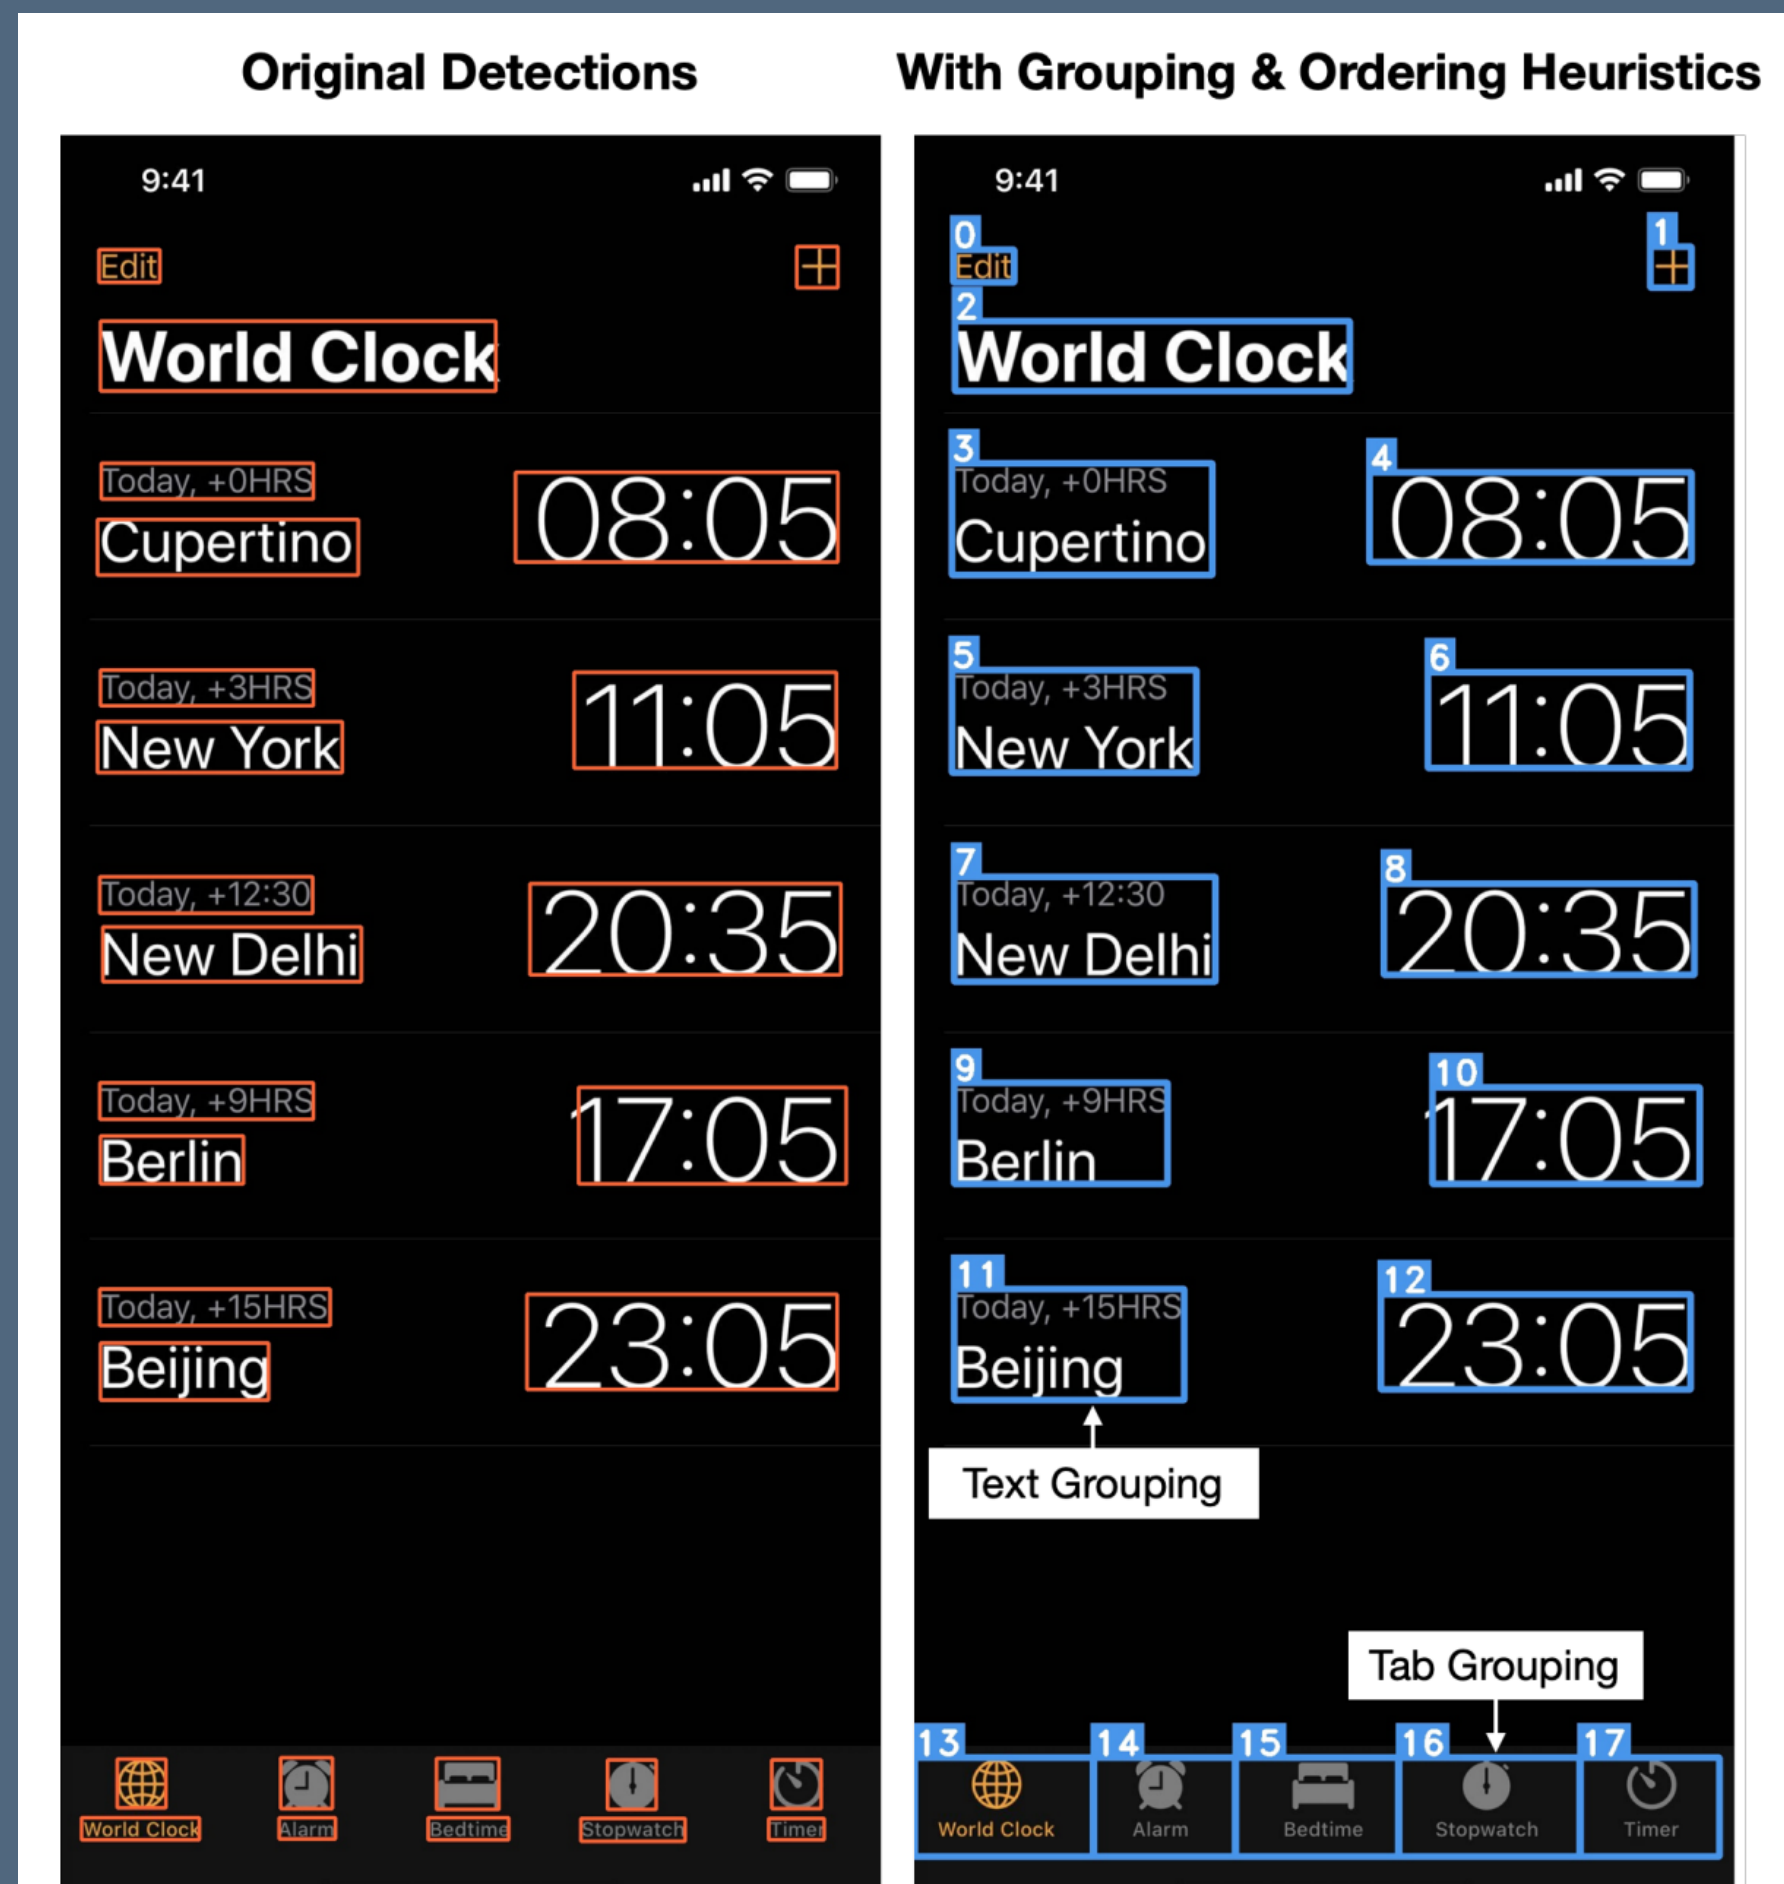 Original Detections
9:41
Edit
World Clock
Today, +0HRS
Cupertino
08:05
Today, +3HRS
New York
11:05
Today, +12:30
New Delhi
20:35
Today, +9HRS
Berlin
17:05
Today, +15HRS
Beijing
23:05
World Clock
Alarm
Bedtime
Stopwatch
Timer
With Grouping & Ordering Heuristics
9:41
0
Edit
1
+
2
World Clock
3
Today, +0HRS
Cupertino
4
08:05
5
Today, +3HRS
New York
6
11:05
7
Today, +12:30
New Delhi
8
20:35
9
Today, +9HRS
Berlin
10
17:05
11
Today, +15HRS
Beijing
12
23:05
Text Grouping
Tab Grouping
13
World Clock
14
Alarm
15
Bedtime
16
Stopwatch
17
Timer